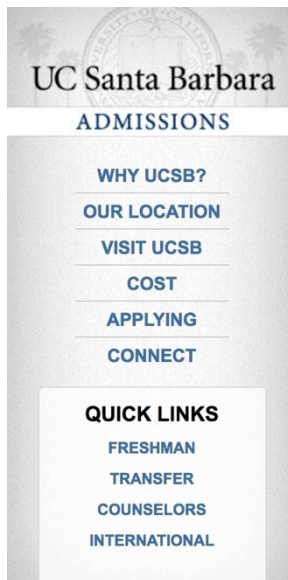 UC Santa Barbara
ADMISSIONS
WHY UCSB?
OUR LOCATION
VISIT UCSB
COST
APPLYING
CONNECT
QUICK LINKS
FRESHMAN
TRANSFER
COUNSELORS
INTERNATIONAL